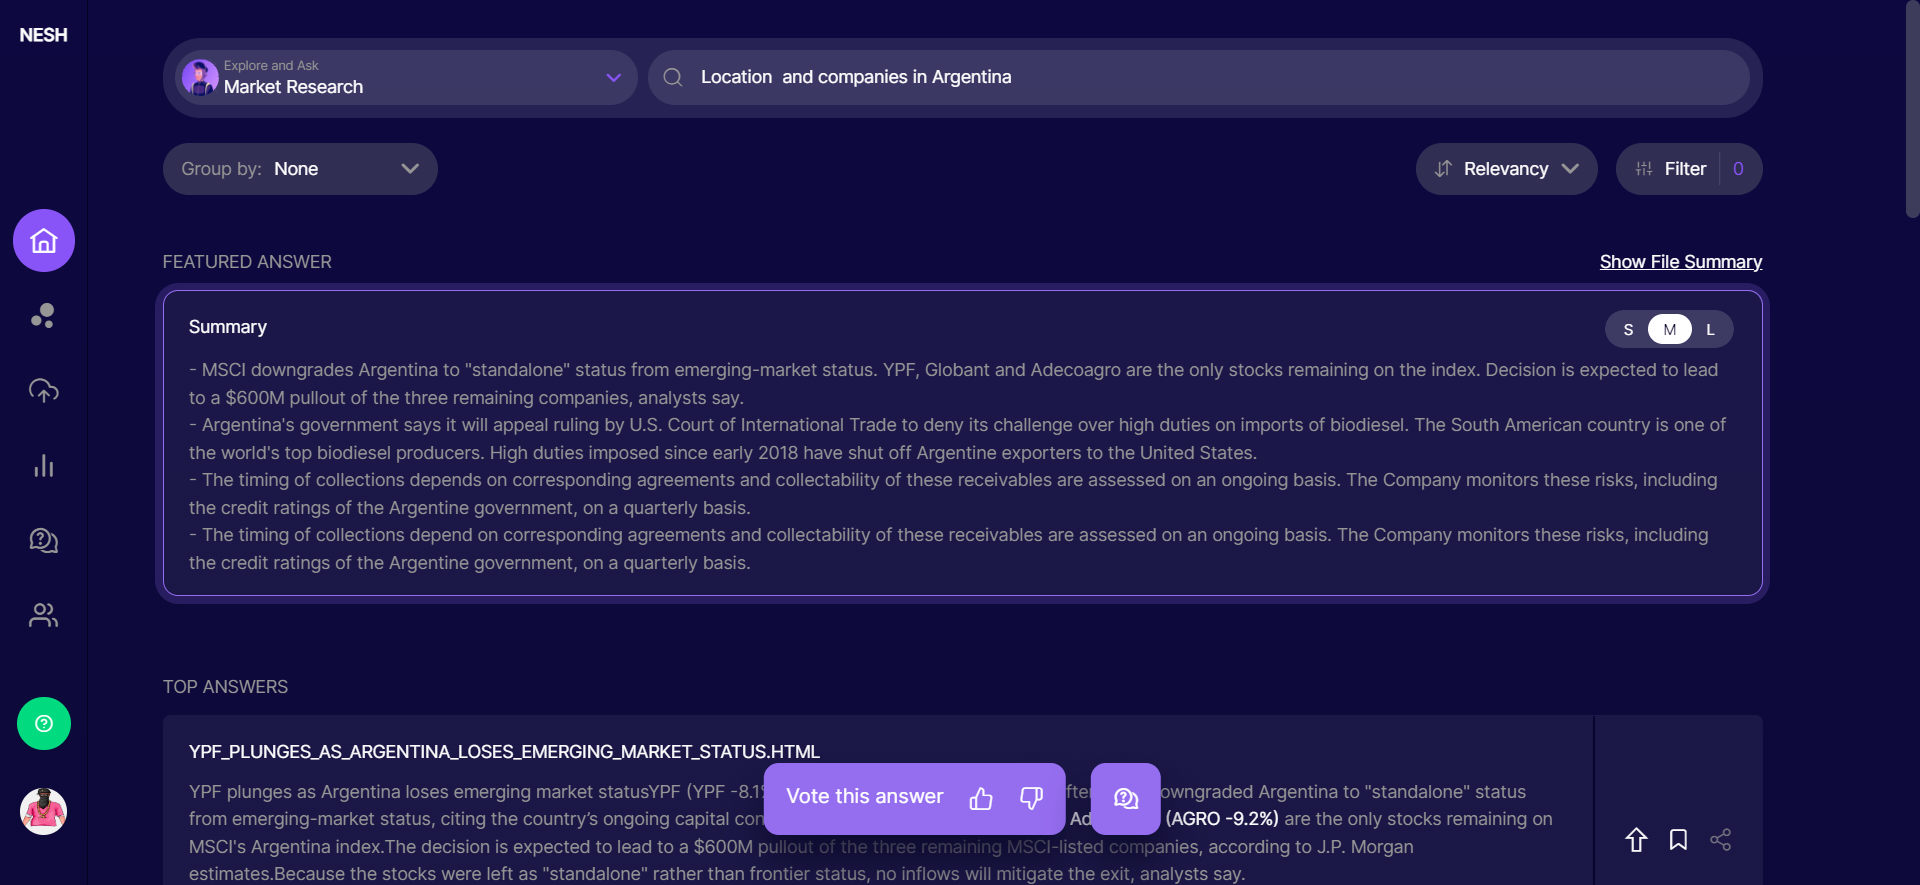 NESH
Explore and Ask
Market Research
Location  and companies in Argentina
Group by: None
Relevancy
Filter 0
FEATURED ANSWER
Show File Summary
Summary
S M L
- MSCI downgrades Argentina to "standalone" status from emerging-market status. YPF, Globant and Adecoagro are the only stocks remaining on the index. Decision is expected to lead
to a $600M pullout of the three remaining companies, analysts say.
- Argentina's government says it will appeal ruling by U.S. Court of International Trade to deny its challenge over high duties on imports of biodiesel. The South American country is one of
the world's top biodiesel producers. High duties imposed since early 2018 have shut off Argentine exporters to the United States.
- The timing of collections depends on corresponding agreements and collectability of these receivables are assessed on an ongoing basis. The Company monitors these risks, including
the credit ratings of the Argentine government, on a quarterly basis.
- The timing of collections depend on corresponding agreements and collectability of these receivables are assessed on an ongoing basis. The Company monitors these risks, including
the credit ratings of the Argentine government, on a quarterly basis.
TOP ANSWERS
YPF_PLUNGES_AS_ARGENTINA_LOSES_EMERGING_MARKET_STATUS.HTML
YPF plunges as Argentina loses emerging market statusYPF (YPF -8.1% Argentina to "standalone" status
from emerging-market status, citing the country’s ongoing capital (AGRO -9.2%) are the only stocks remaining on
MSCI's Argentina index.The decision is expected to lead to a $600M pullout of the three remaining MSCI-listed companies, according to J.P. Morgan
estimates.Because the stocks were left as "standalone" rather than frontier status, no inflows will mitigate the exit, analysts say.
Vote this answer